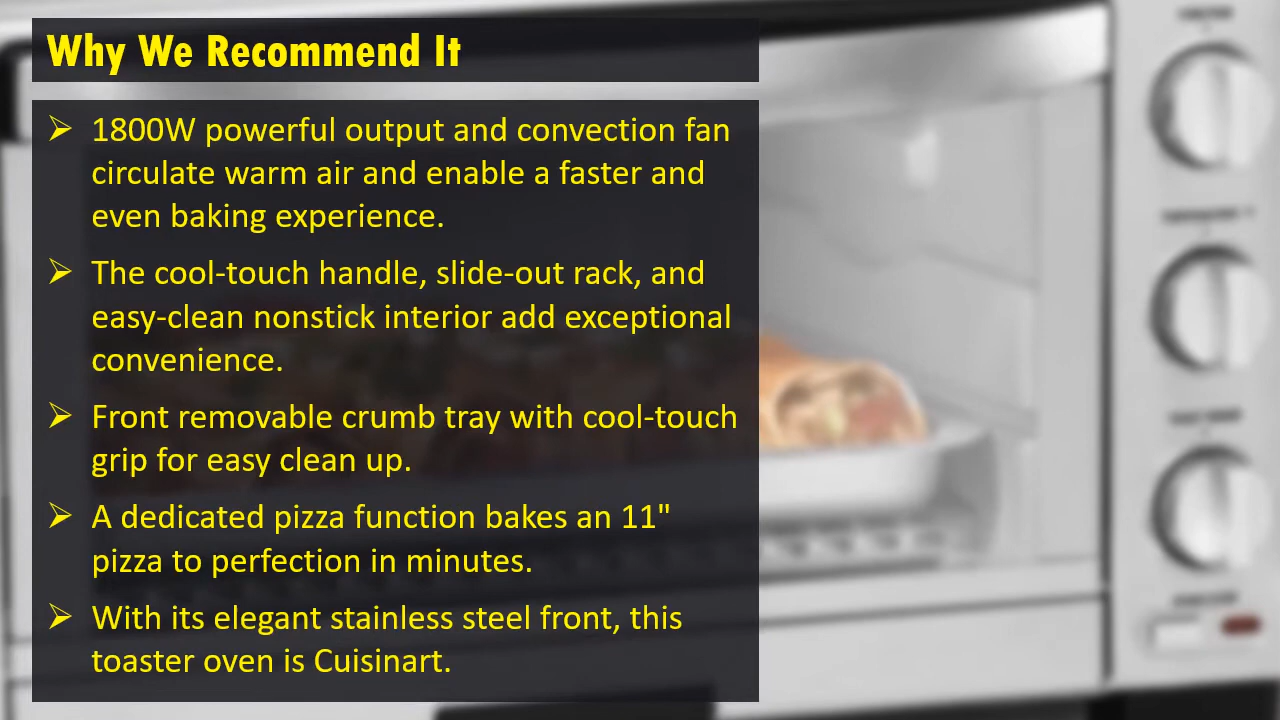 Why We Recommend It
➢ 1800W powerful output and convection fan
circulate warm air and enable a faster and
even baking experience.
➢ The cool-touch handle, slide-out rack, and
easy-clean nonstick interior add exceptional
convenience.
➢ Front removable crumb tray with cool-touch
grip for easy clean up.
➢ A dedicated pizza function bakes an 11"
pizza to perfection in minutes.
➢ With its elegant stainless steel front, this
toaster oven is Cuisinart.